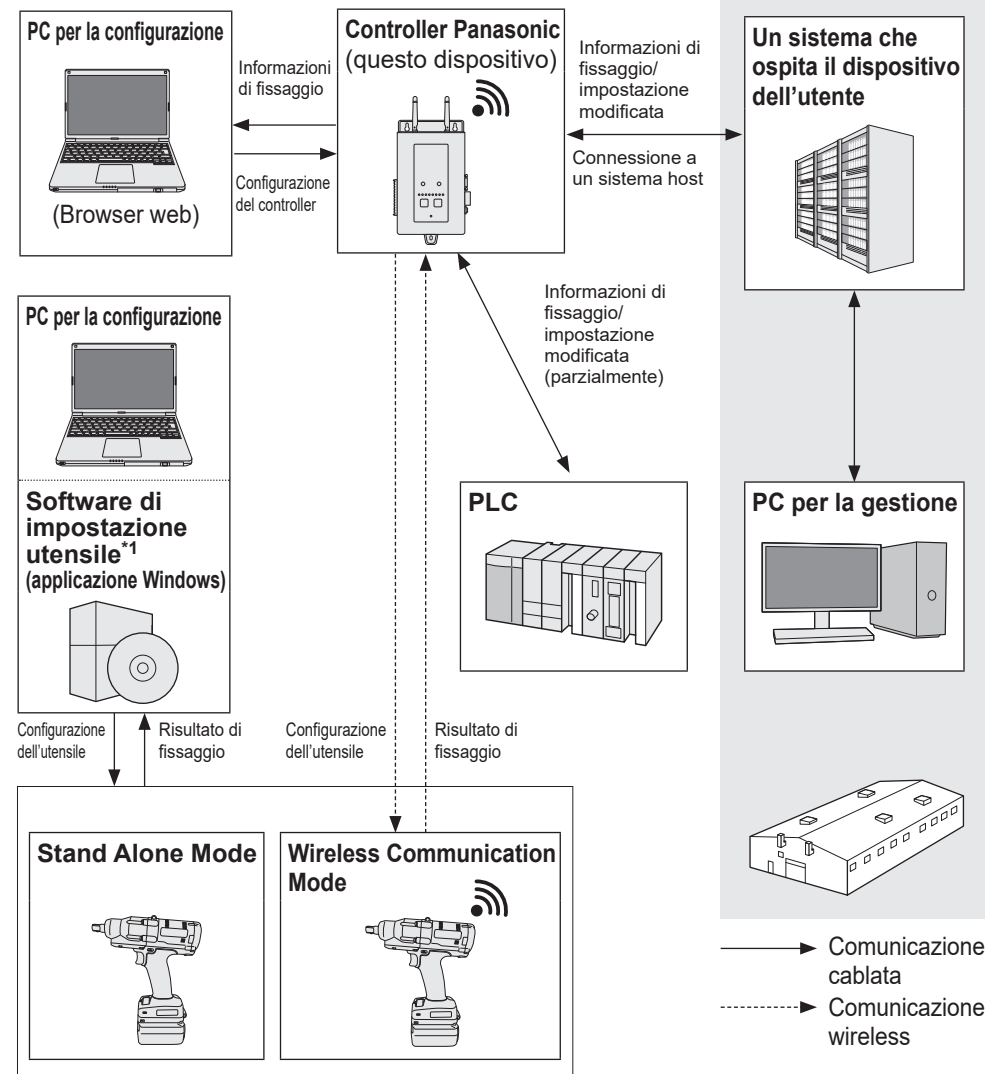 PC per la configurazione
(Browser web)
Informazioni
di fissaggio
Configurazione
del controller
Controller Panasonic
(questo dispositivo)
Informazioni di
fissaggio/
impostazione
modificata
Connessione a
un sistema host
Un sistema che
ospita il dispositivo
dell'utente
PC per la configurazione
Software di
impostazione
utensile*1
(applicazione Windows)
Informazioni di
fissaggio/
impostazione
modificata
(parzialmente)
PLC
PC per la gestione
Configurazione
dell'utensile
Risultato di
fissaggio
Configurazione
dell'utensile
Risultato di
fissaggio
Stand Alone Mode
Wireless Communication
Mode
Comunicazione
cablata
Comunicazione
wireless